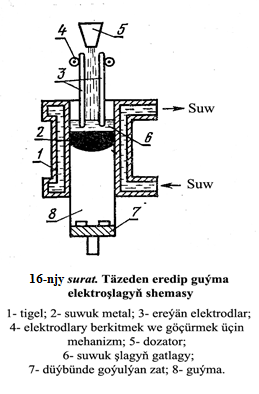 4
5
3
Suw
2
6
1
Suw
8
7
16-njy surat. Täzeden eredip guýma
elektroşlagyň shemasy
1- tigel; 2- suwuk metal; 3- ereýän elektrodlar;
4- elektrodlary berkitmek we göçürmek üçin
mehanizm; 5- dozator;
6- suwuk şlagyň gatlagy;
7- düýbünde goýulýan zat; 8- guýma.